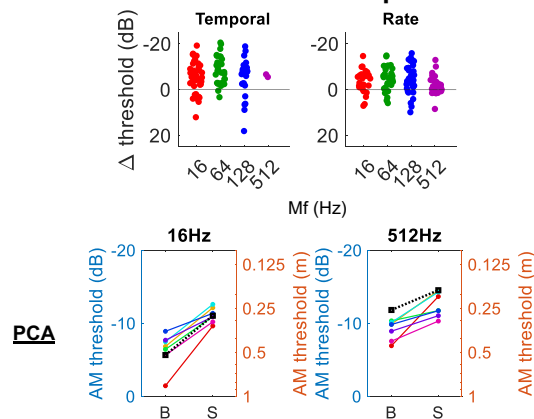 Temporal
Rate
Δ threshold (dB)
-20
0
20
-20
0
20
16
64
128
512
16
64
128
512
Mf (Hz)
PCA
16Hz
512Hz
AM threshold (dB)
-20
-10
0
0.125
0.25
0.5
1
AM threshold (m)
AM threshold (dB)
-20
-10
0
0.125
0.25
0.5
1
AM threshold (m)
B
S
B
S